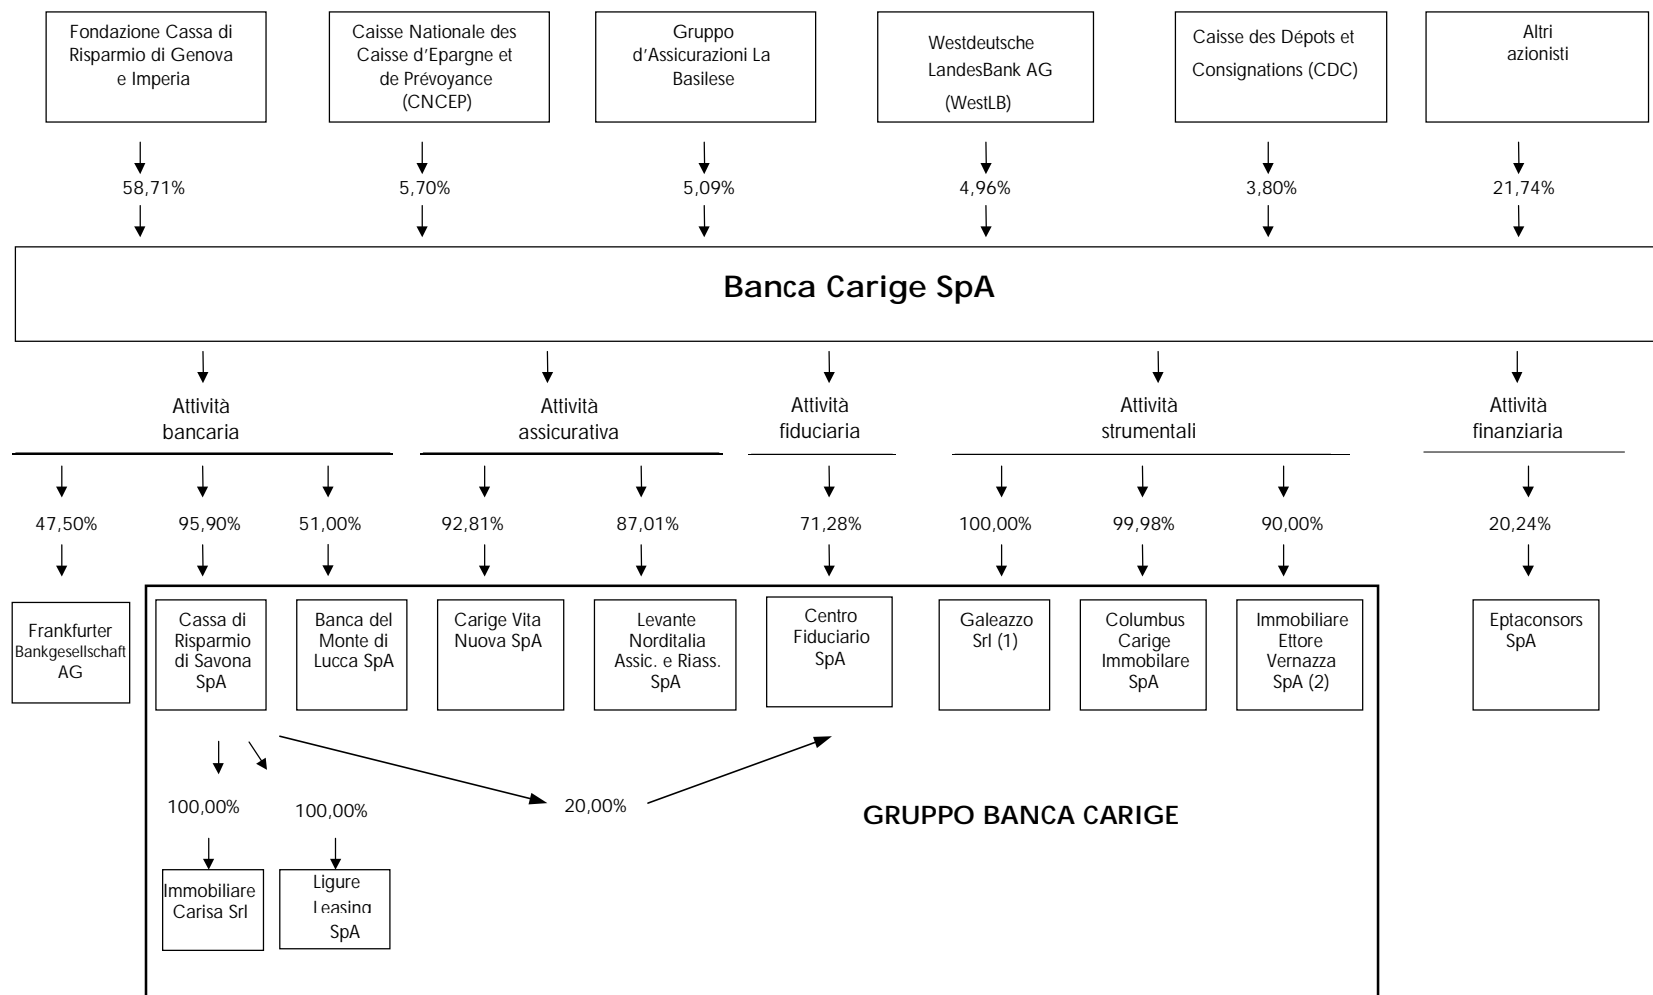 Fondazione Cassa di
Risparmio di Genova
e Imperia
Caisse Nationale des
Caisse d'Epargne et
de Prévoyance
(CNCEP)
Gruppo
d'Assicurazioni La
Basilese
Westdeutsche
LandesBank AG
(WestLB)
Caisse des Dépots et
Consignations (CDC)
Altri
azionisti
58,71%
5,70%
5,09%
4,96%
3,80%
21,74%
Banca Carige SpA
Attività
bancaria
Attività
assicurativa
Attività
fiduciaria
Attività
strumentali
Attività
finanziaria
47,50%
95,90%
51,00%
92,81%
87,01%
71,28%
100,00%
99,98%
90,00%
20,24%
Frankfurter
Bankgesellschaft
AG
Cassa di
Risparmio
di Savona
SpA
Banca del
Monte di
Lucca SpA
Carige Vita
Nuova SpA
Levante
Norditalia
Assic. e Riass.
SpA
Centro
Fiduciario
SpA
Galeazzo
Srl (1)
Columbus
Carige
Immobilare
SpA
Immobiliare
Ettore
Vernazza
SpA (2)
Eptaconsors
SpA
100,00%
100,00%
20,00%
GRUPPO BANCA CARIGE
Immobiliare
Carisa Srl
Ligure
Leasing
SpA